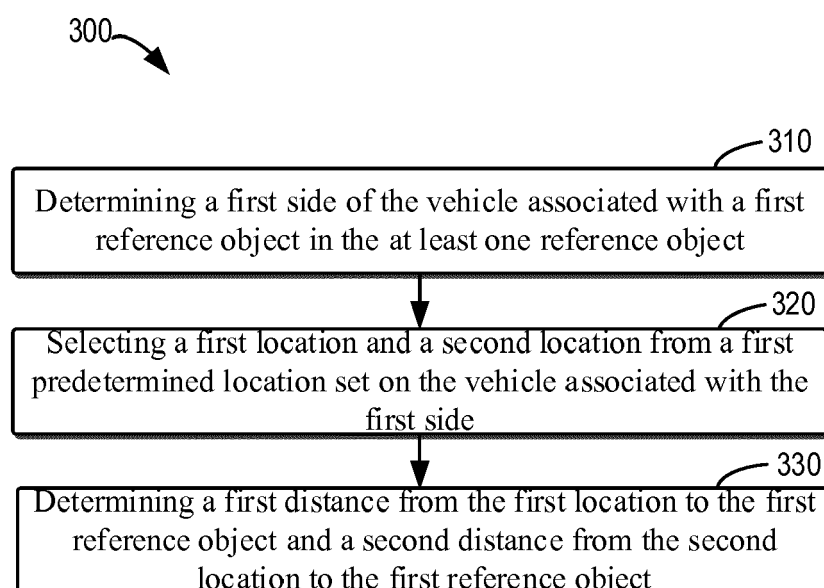 300
310
Determining a first side of the vehicle associated with a first
reference object in the at least one reference object
320
Selecting a first location and a second location from a first
predetermined location set on the vehicle associated with the
first side
330
Determining a first distance from the first location to the first
reference object and a second distance from the second
location to the first reference object